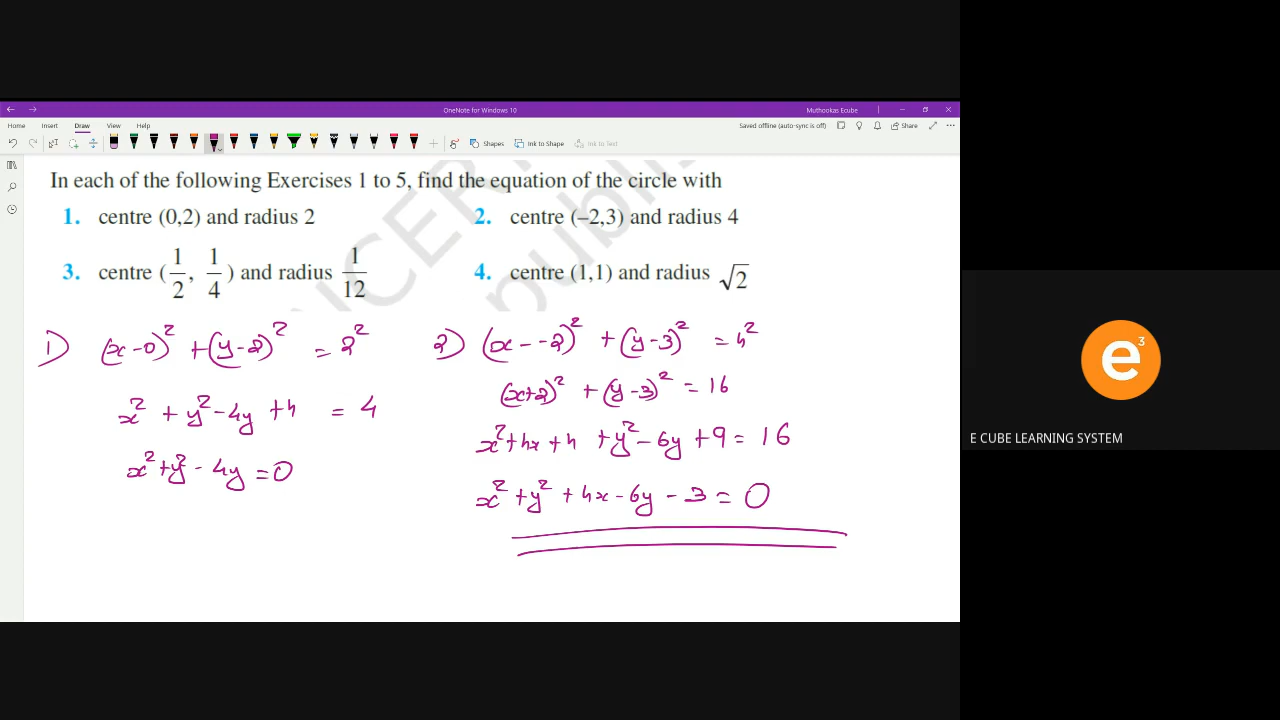 OneNote for Windows 10
Muthookas Ecube
Home Insert Draw View Help
Saved offline (auto-sync is off)
Share
Shapes
Ink to Shape
Ink to Text
In each of the following Exercises 1 to 5, find the equation of the circle with
1. centre (0,2) and radius 2
2. centre (–2,3) and radius 4
3. centre (1/2, 1/4) and radius 1/12
4. centre (1,1) and radius √2
1) (x-0)² + (y-2)² = 2²
x² + y² - 4y + 4 = 4
x² + y² - 4y = 0
2) (x--2)² + (y-3)² = 4²
(x+2)² + (y-3)² = 16
x² + 4x + 4 + y² - 6y + 9 = 16
x² + y² + 4x - 6y - 3 = 0
e³
E CUBE LEARNING SYSTEM